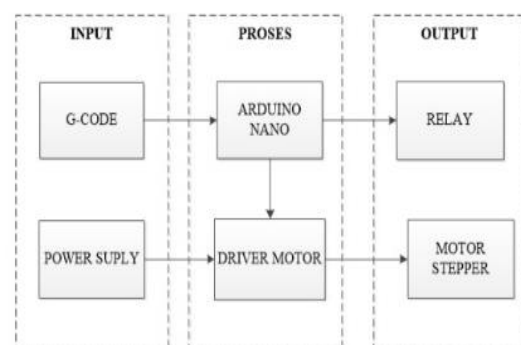 INPUT
PROSES
OUTPUT
G-CODE
ARDUINO
NANO
RELAY
POWER SUPLY
DRIVER MOTOR
MOTOR
STEPPER